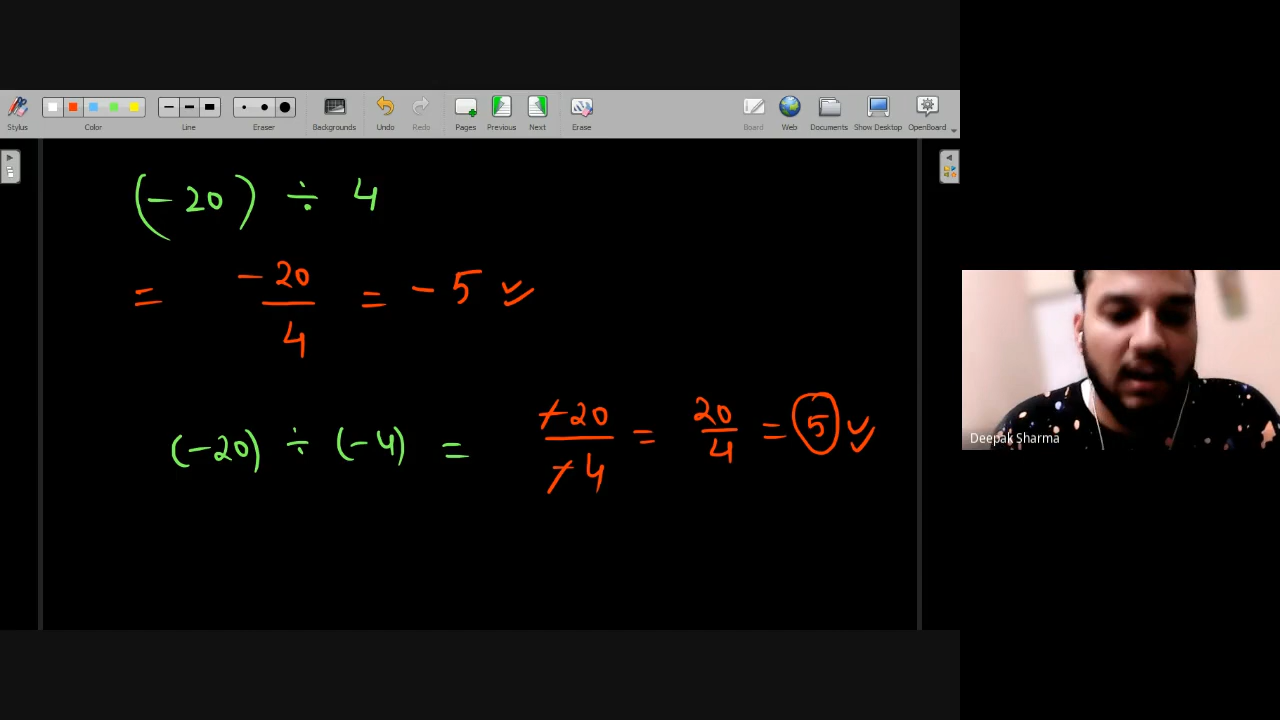 Stylus Color Line Eraser Backgrounds Undo Redo Pages Previous Next Erase Board Web Documents Show Desktop OpenBoard
(-20) ÷ 4
= -20/4 = -5
(-20) ÷ (-4) = -20/-4 = 20/4 = 5
Deepak Sharma